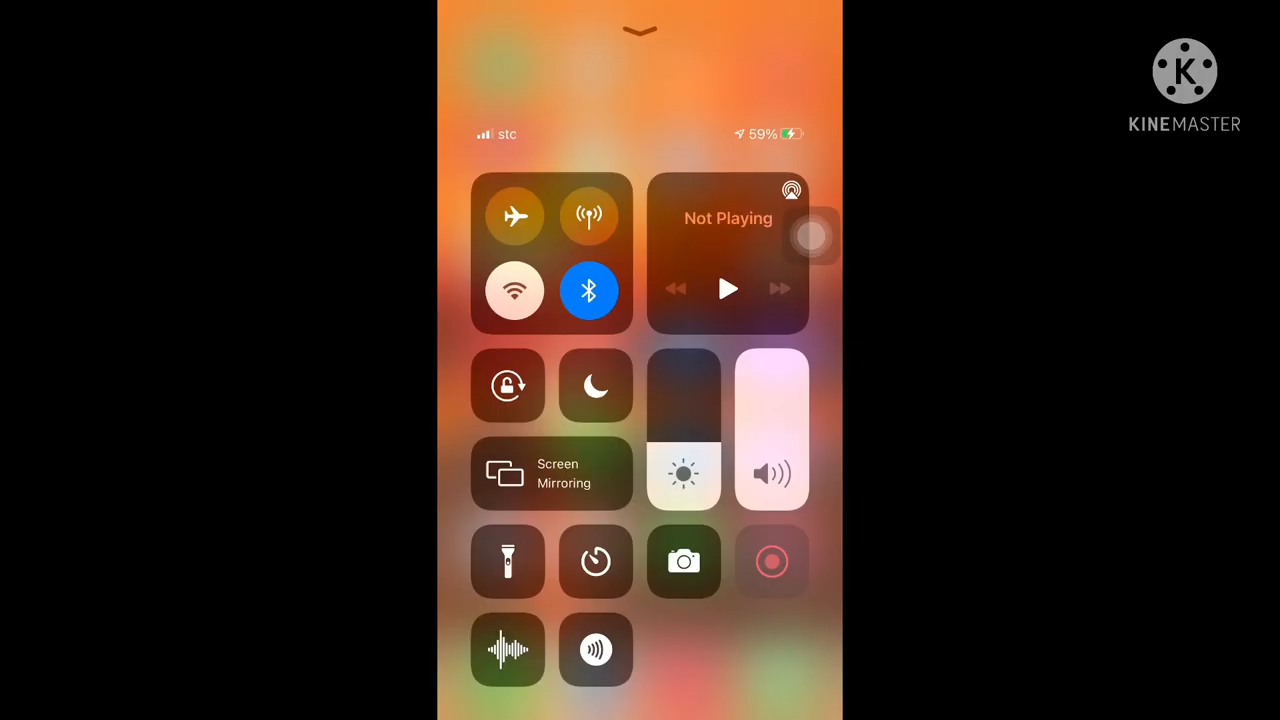 stc
59%
K
KINEMASTER
Not Playing
Screen
Mirroring